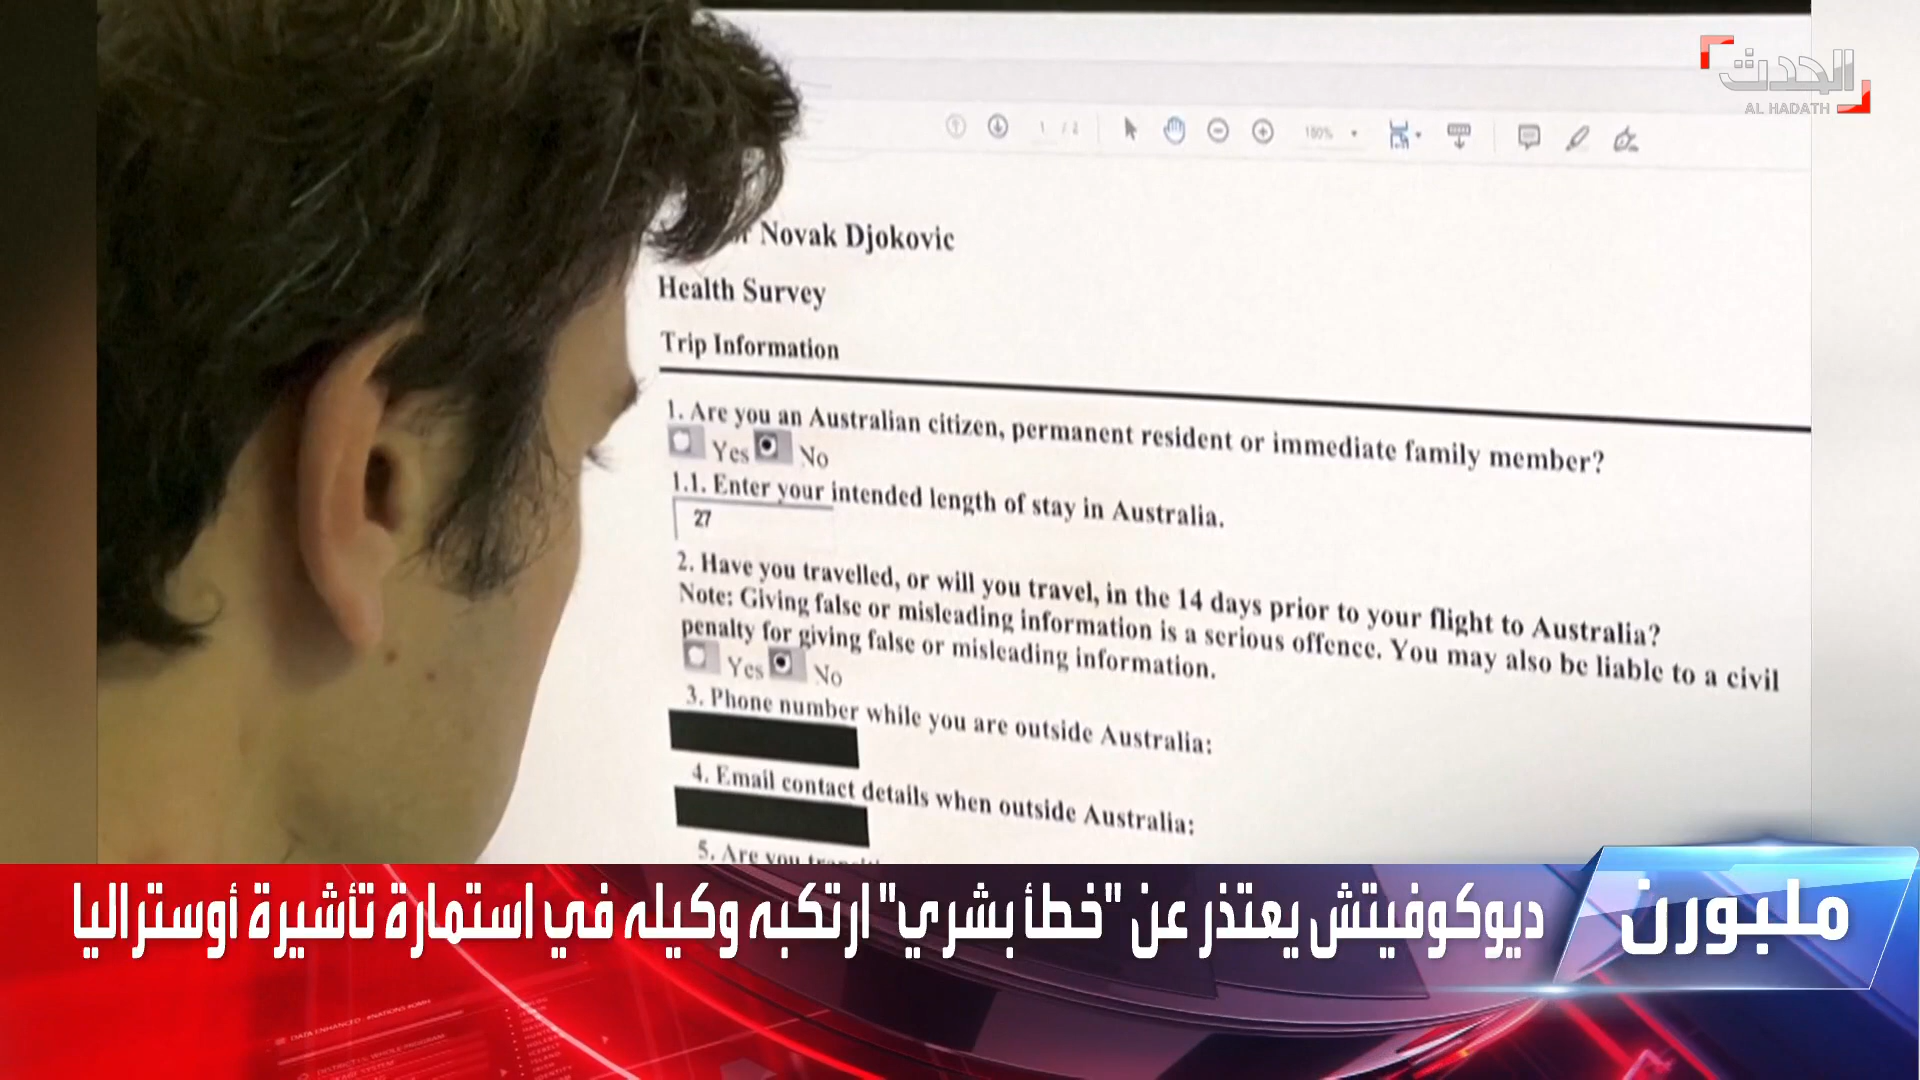 الحدث
AL HADATH
180%
Novak Djokovic
Health Survey
Trip Information
1. Are you an Australian citizen, permanent resident or immediate family member?
Yes No
1.1. Enter your intended length of stay in Australia.
27
2. Have you travelled, or will you travel, in the 14 days prior to your flight to Australia?
Note: Giving false or misleading information is a serious offence. You may also be liable to a civil
penalty for giving false or misleading information.
Yes No
3. Phone number while you are outside Australia:
4. Email contact details when outside Australia:
5. Are you
ملبورن
ديوكوفيتش يعتذر عن "خطأ بشري" ارتكبه وكيله في استمارة تأشيرة أوستراليا